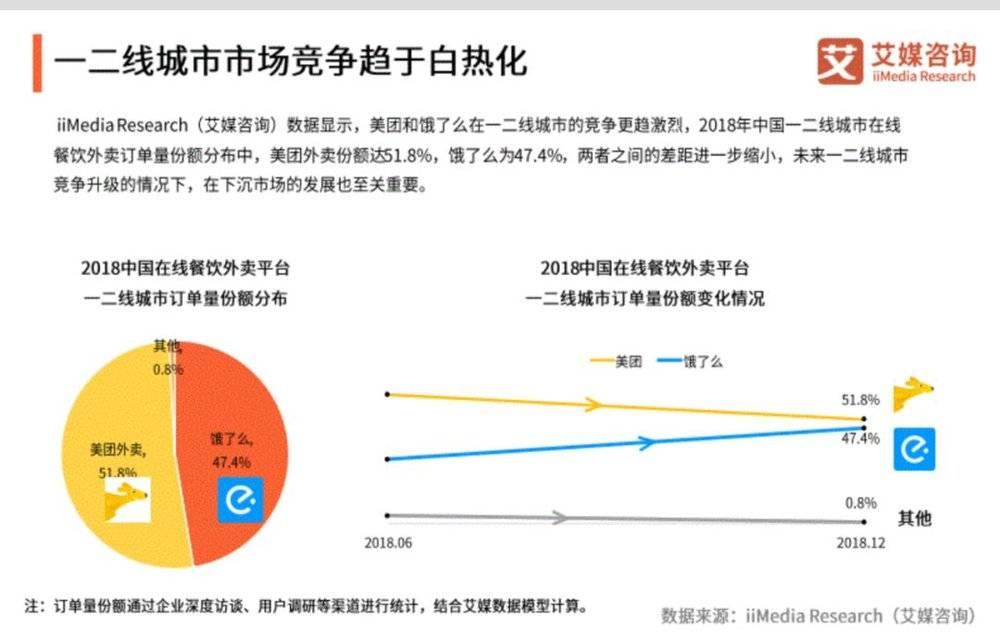 一二线城市市场竞争趋于白热化
艾 艾媒咨询
iiMedia Research
iiMedia Research（艾媒咨询）数据显示，美团和饿了么在一二线城市的竞争更趋激烈，2018年中国一二线城市在线
餐饮外卖订单量份额分布中，美团外卖份额达51.8%，饿了么为47.4%，两者之间的差距进一步缩小，未来一二线城市
竞争升级的情况下，在下沉市场的发展也至关重要。
2018中国在线餐饮外卖平台
一二线城市订单量份额分布
其他,
0.8%
美团外卖,
51.8%
饿了么,
47.4%
2018中国在线餐饮外卖平台
一二线城市订单量份额变化情况
美团 饿了么
51.8%
47.4%
0.8%
其他
2018.06 2018.12
注：订单量份额通过企业深度访谈、用户调研等渠道进行统计，结合艾媒数据模型计算。
数据来源：iiMedia Research（艾媒咨询）